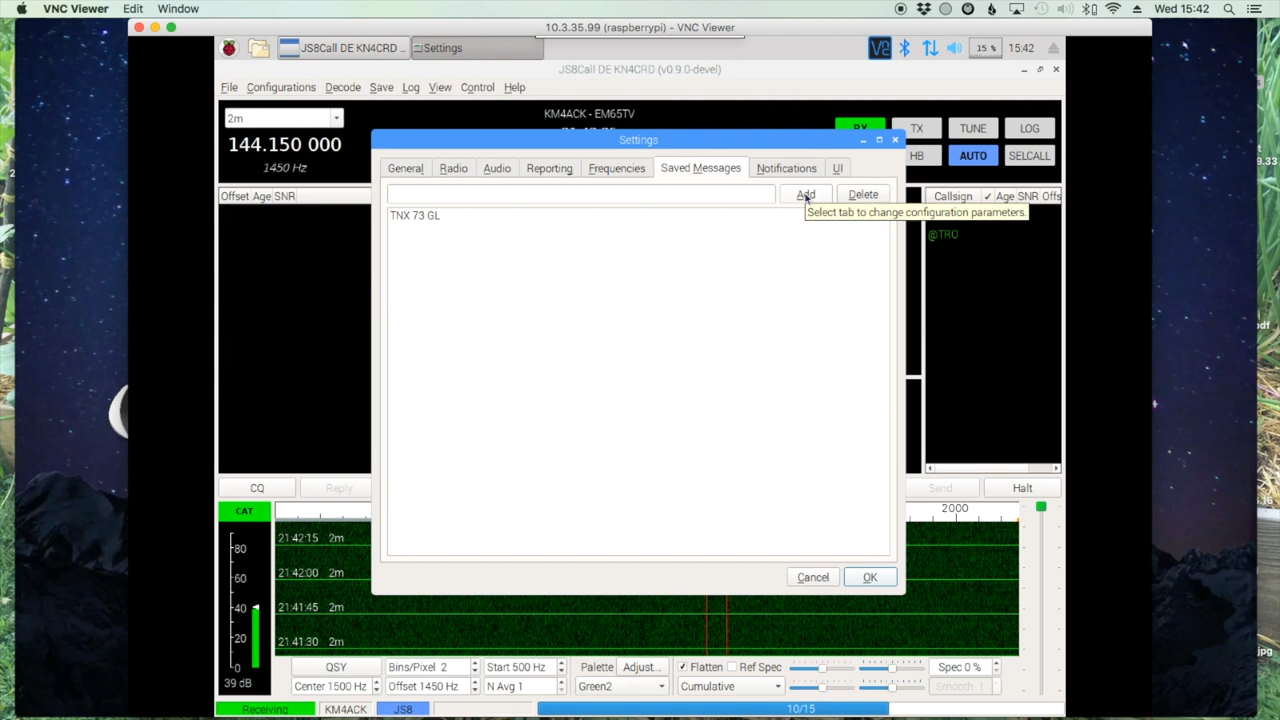 VNC Viewer Edit Window Wed 15:42
10.3.35.99 (raspberrypi) - VNC Viewer
JS8Call DE KN4CRD ... Settings 15 % 15:42
JS8Call DE KN4CRD (v0.9.0-devel)
File Configurations Decode Save Log View Control Help
2m
KM4ACK - EM65TV
144.150 000
1450 Hz
TX TUNE LOG
HB AUTO SELCALL
Settings
General Radio Audio Reporting Frequencies Saved Messages Notifications UI
Offset Age SNR
Add Delete
Callsign ✓ Age SNR Offs
Select tab to change configuration parameters.
TNX 73 GL
@TRO
CQ Reply Send Halt
Cancel OK
CAT
2000
21:42:15 2m
21:42:00 2m
21:41:45 2m
21:41:30 2m
80
60
40
20
0
39 dB
QSY Bins/Pixel 2 Start 500 Hz Palette Adjust... Flatten Ref Spec Spec 0 %
Center 1500 Hz Offset 1450 Hz N Avg 1 Green2 Cumulative Smooth 1
Receiving KM4ACK JS8 10/15